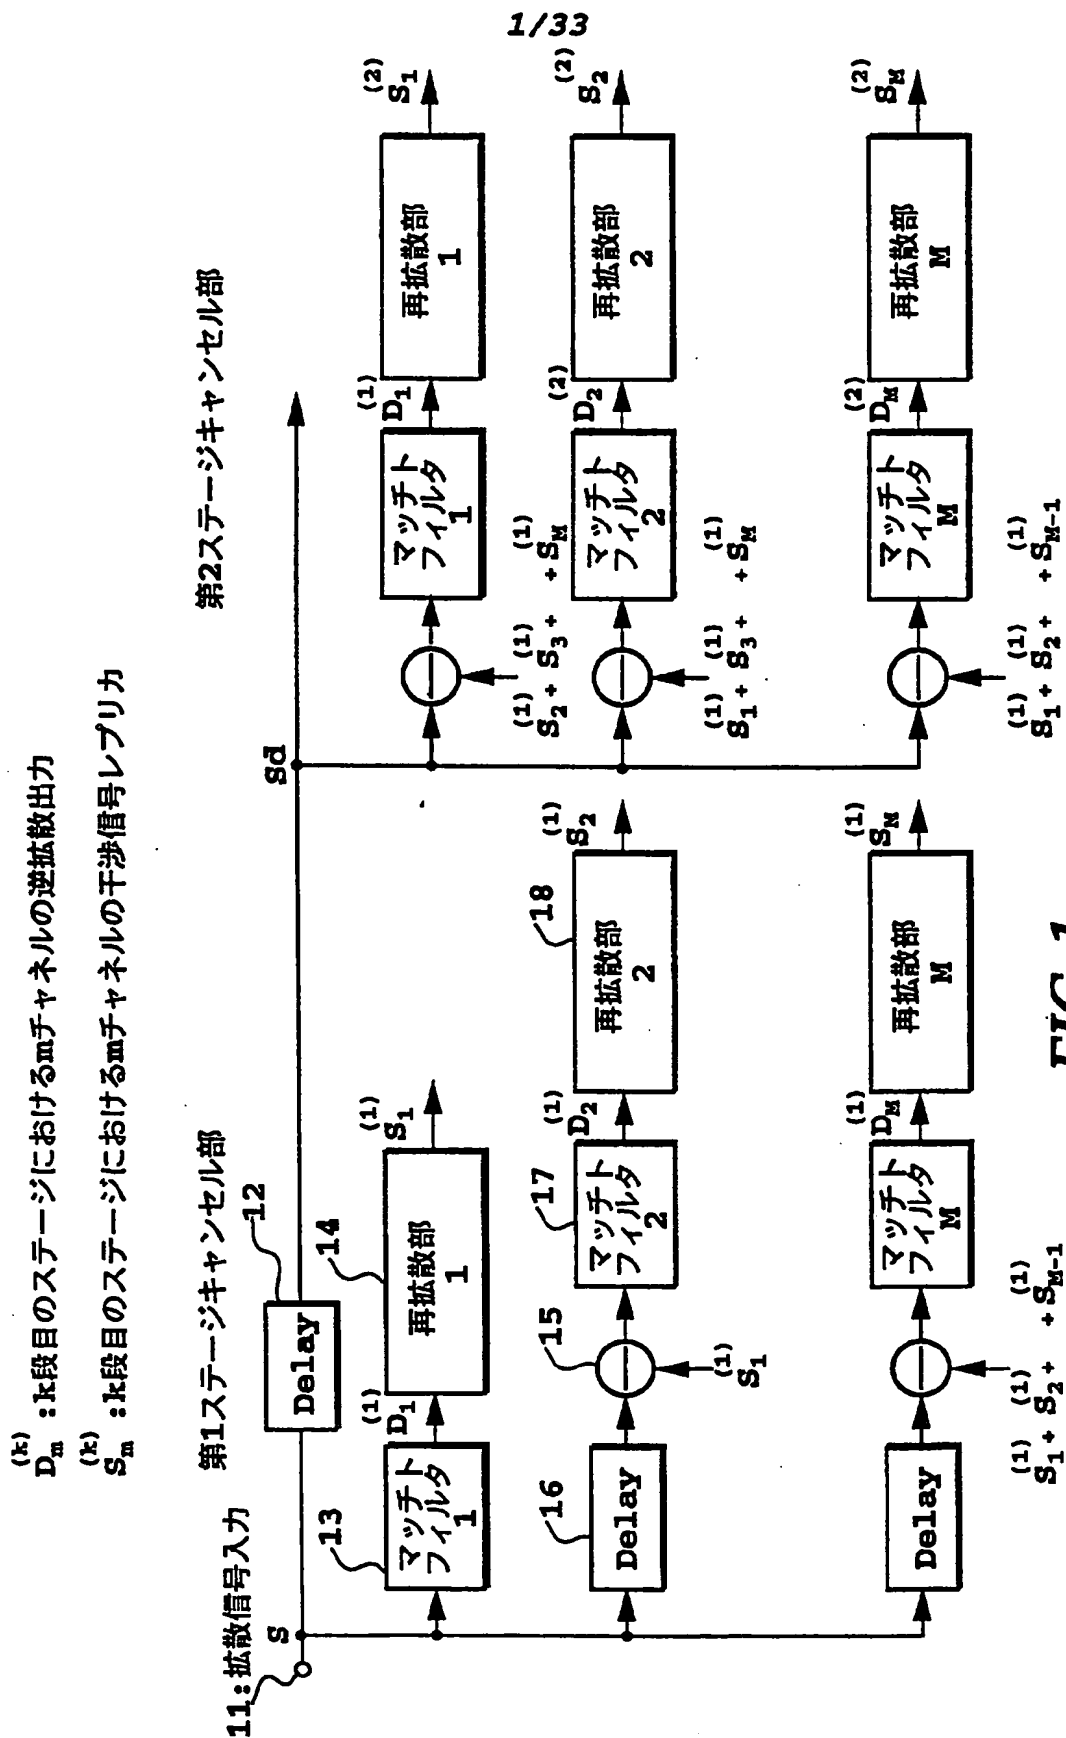 1/33
D_m^(k) :k段目のステージにおけるmチャネルの逆拡散出力
S_m^(k) :k段目のステージにおけるmチャネルの干渉信号レプリカ
第1ステージキャンセル部
第2ステージキャンセル部
11:拡散信号入力
S
12
Delay
Sd
13
マッチト
フィルタ
1
D_1^(1)
14
再拡散部
1
S_1^(1)
16
Delay
15
S_1^(1)
17
マッチト
フィルタ
2
D_2^(1)
18
再拡散部
2
S_2^(1)
Delay
S_1^(1) + S_2^(1) + + S_M-1^(1)
マッチト
フィルタ
M
D_M^(1)
再拡散部
M
S_M^(1)
S_2^(1) + S_3^(1) + + S_M^(1)
マッチト
フィルタ
1
D_1^(1)
再拡散部
1
S_1^(2)
S_1^(1) + S_3^(1) + + S_M^(1)
マッチト
フィルタ
2
D_2^(2)
再拡散部
2
S_2^(2)
S_1^(1) + S_2^(1) + + S_M-1^(1)
マッチト
フィルタ
M
D_M^(2)
再拡散部
M
S_M^(2)
FIG. 1